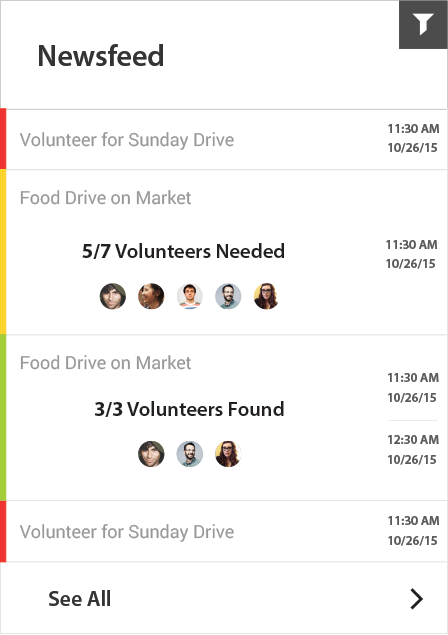 Newsfeed
Volunteer for Sunday Drive
11:30 AM
10/26/15
Food Drive on Market
5/7 Volunteers Needed
11:30 AM
10/26/15
Food Drive on Market
3/3 Volunteers Found
11:30 AM
10/26/15
12:30 AM
10/26/15
Volunteer for Sunday Drive
11:30 AM
10/26/15
See All